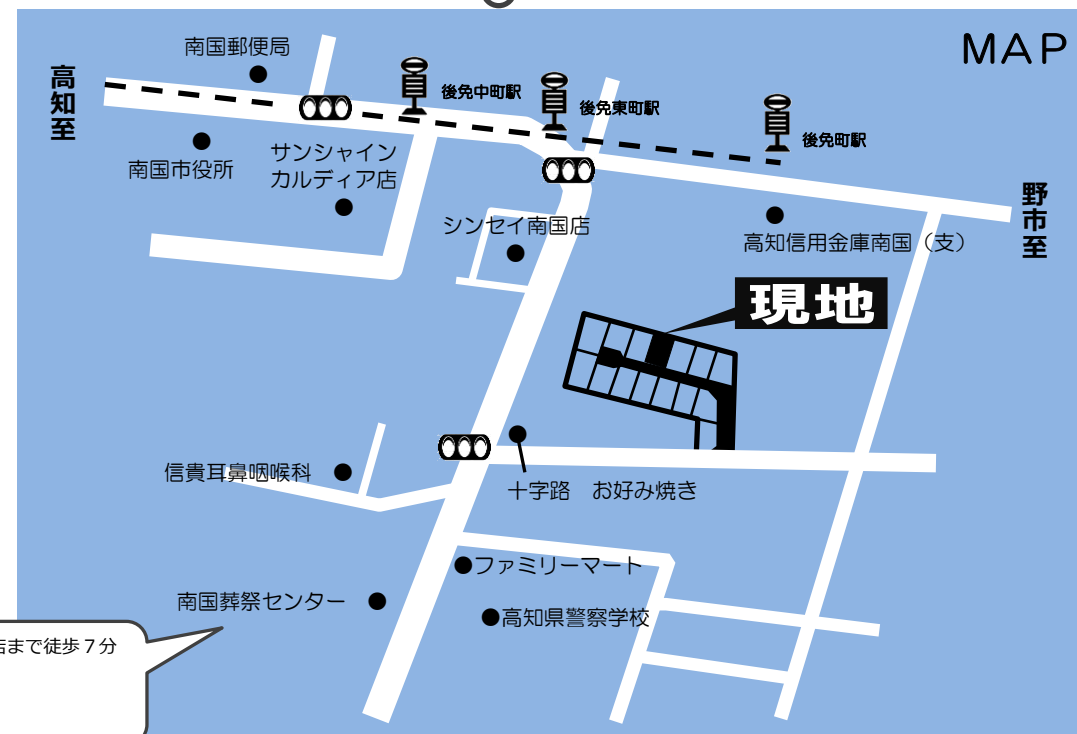 MAP
南国郵便局
高知至
後免中町駅
後免東町駅
後免町駅
南国市役所
サンシャイン
カルディア店
野市至
シンセイ南国店
高知信用金庫南国（支）
現地
信貴耳鼻咽喉科
十字路　お好み焼き
ファミリーマート
南国葬祭センター
高知県警察学校
まで徒歩７分